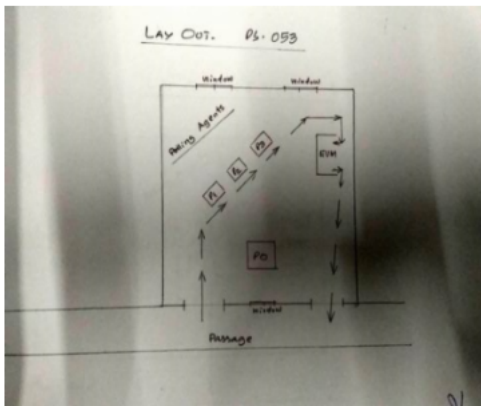 LAY OUT. PS. 053
Window
Window
Polling Agents
P3
P2
P1
EVM
PO
Window
Passage